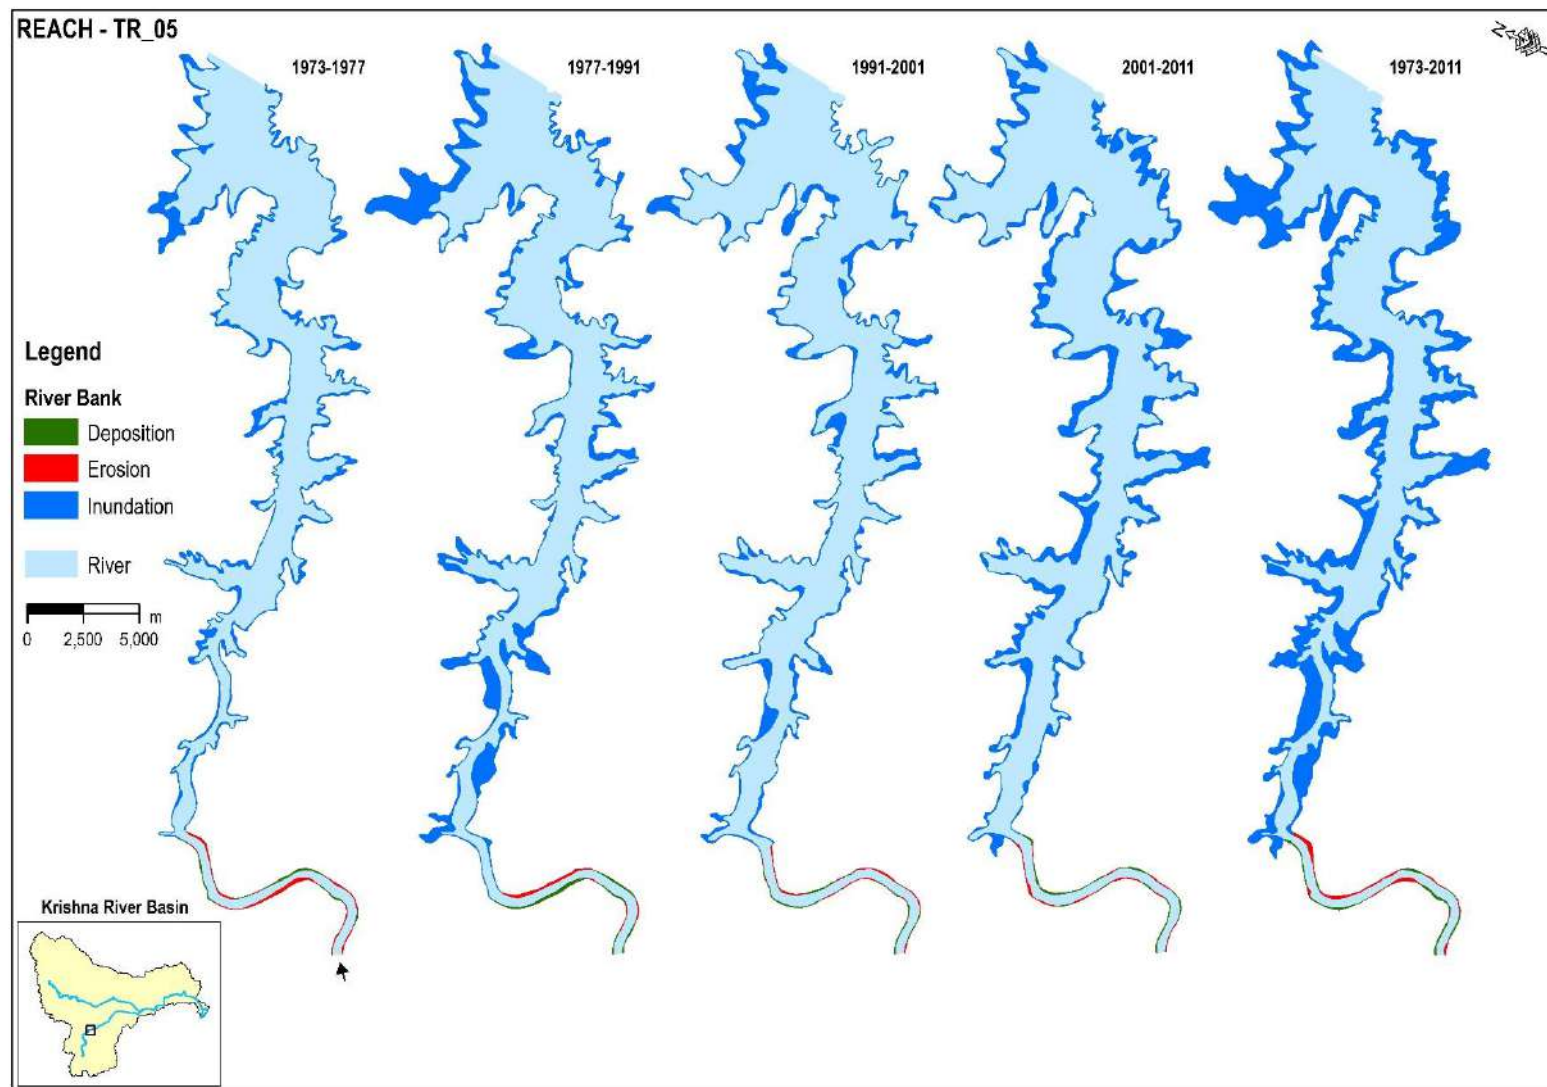 REACH - TR_05
1973-1977
1977-1991
1991-2001
2001-2011
1973-2011
Legend
River Bank
Deposition
Erosion
Inundation
River
m
0 2,500 5,000
Krishna River Basin